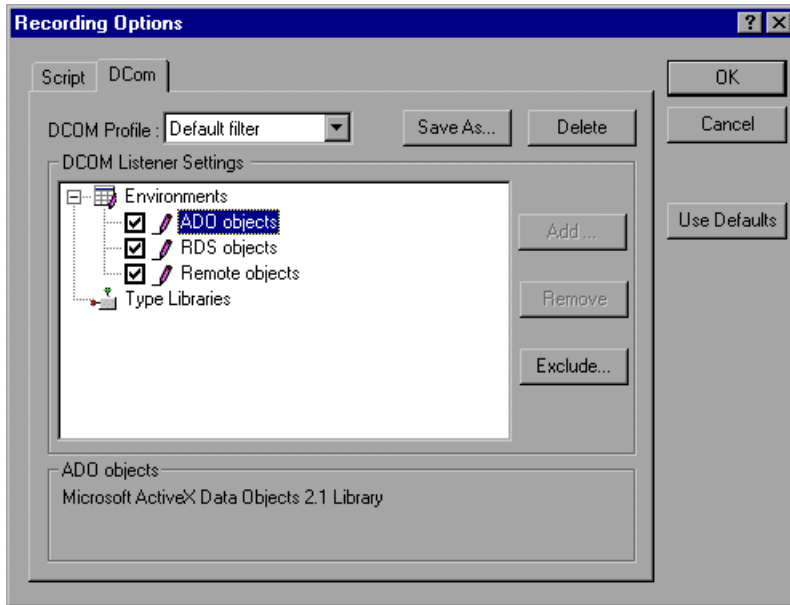 Recording Options
Script DCom
OK
DCOM Profile : Default filter Save As... Delete
Cancel
DCOM Listener Settings
Environments
ADO objects
RDS objects
Remote objects
Type Libraries
Add ...
Remove
Exclude...
Use Defaults
ADO objects
Microsoft ActiveX Data Objects 2.1 Library